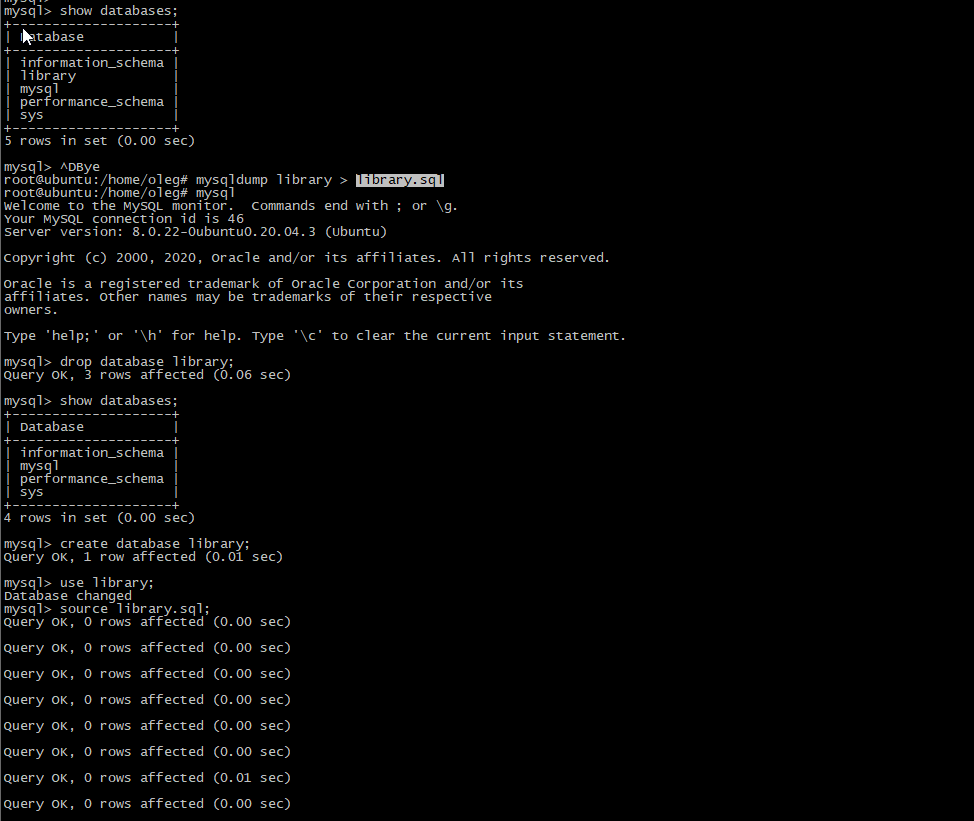 mysql> show databases;
+--------------------+
| Database           |
+--------------------+
| information_schema |
| library            |
| mysql              |
| performance_schema |
| sys                |
+--------------------+
5 rows in set (0.00 sec)
mysql> ^DBye
root@ubuntu:/home/oleg# mysqldump library > library.sql
root@ubuntu:/home/oleg# mysql
Welcome to the MySQL monitor.  Commands end with ; or \g.
Your MySQL connection id is 46
Server version: 8.0.22-0ubuntu0.20.04.3 (Ubuntu)
Copyright (c) 2000, 2020, Oracle and/or its affiliates. All rights reserved.
Oracle is a registered trademark of Oracle Corporation and/or its
affiliates. Other names may be trademarks of their respective
owners.
Type 'help;' or '\h' for help. Type '\c' to clear the current input statement.
mysql> drop database library;
Query OK, 3 rows affected (0.06 sec)
mysql> show databases;
+--------------------+
| Database           |
+--------------------+
| information_schema |
| mysql              |
| performance_schema |
| sys                |
+--------------------+
4 rows in set (0.00 sec)
mysql> create database library;
Query OK, 1 row affected (0.01 sec)
mysql> use library;
Database changed
mysql> source library.sql;
Query OK, 0 rows affected (0.00 sec)
Query OK, 0 rows affected (0.00 sec)
Query OK, 0 rows affected (0.00 sec)
Query OK, 0 rows affected (0.00 sec)
Query OK, 0 rows affected (0.00 sec)
Query OK, 0 rows affected (0.00 sec)
Query OK, 0 rows affected (0.01 sec)
Query OK, 0 rows affected (0.00 sec)